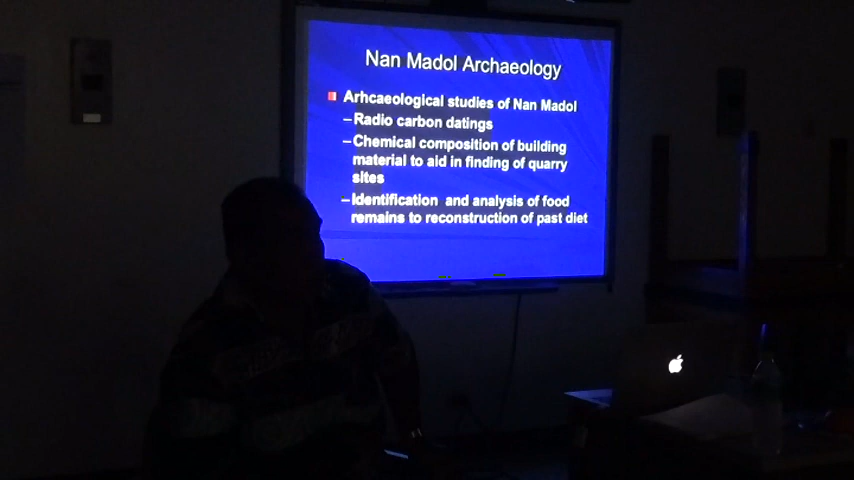 Nan Madol Archaeology
Arhcaeological studies of Nan Madol
–Radio carbon datings
–Chemical composition of building
material to aid in finding of quarry
sites
–Identification and analysis of food
remains to reconstruction of past diet